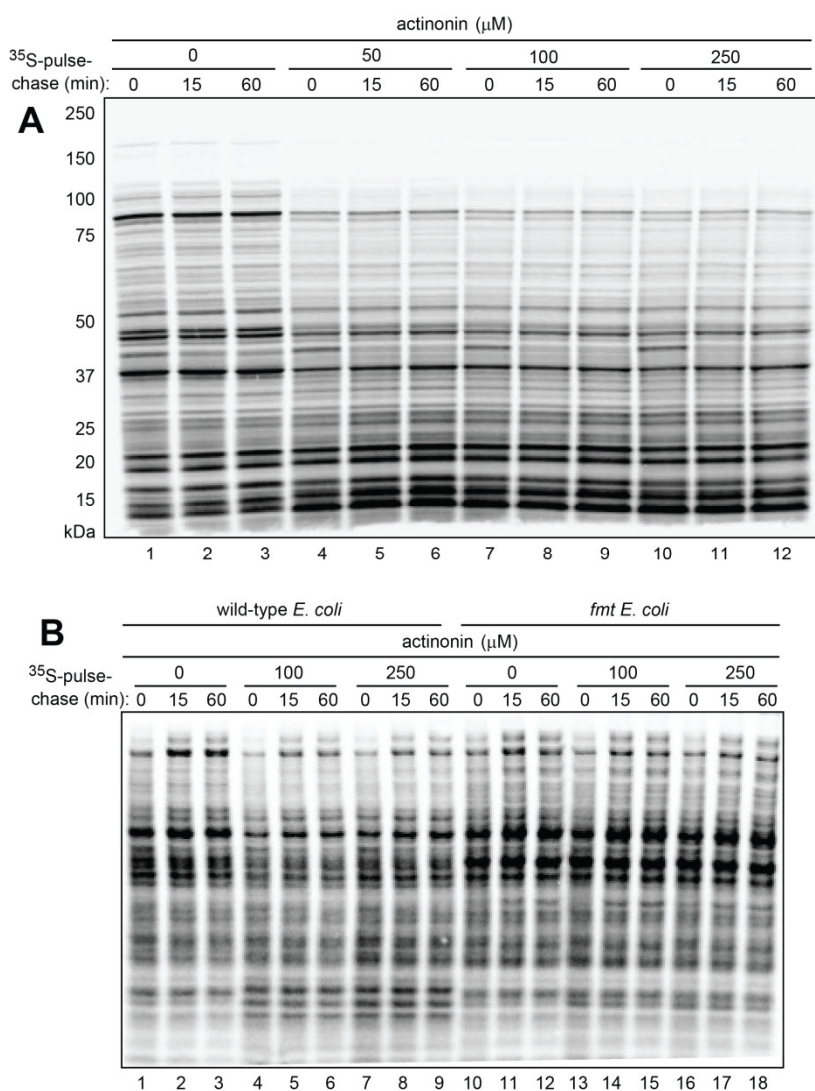 actinonin (μM)
³⁵S-pulse- 0 50 100 250
chase (min): 0 15 60 0 15 60 0 15 60 0 15 60
A
250
150
100
75
50
37
25
20
15
kDa
1 2 3 4 5 6 7 8 9 10 11 12
B
wild-type E. coli fmt E. coli
actinonin (μM)
³⁵S-pulse- 0 100 250 0 100 250
chase (min): 0 15 60 0 15 60 0 15 60 0 15 60 0 15 60 0 15 60
1 2 3 4 5 6 7 8 9 10 11 12 13 14 15 16 17 18